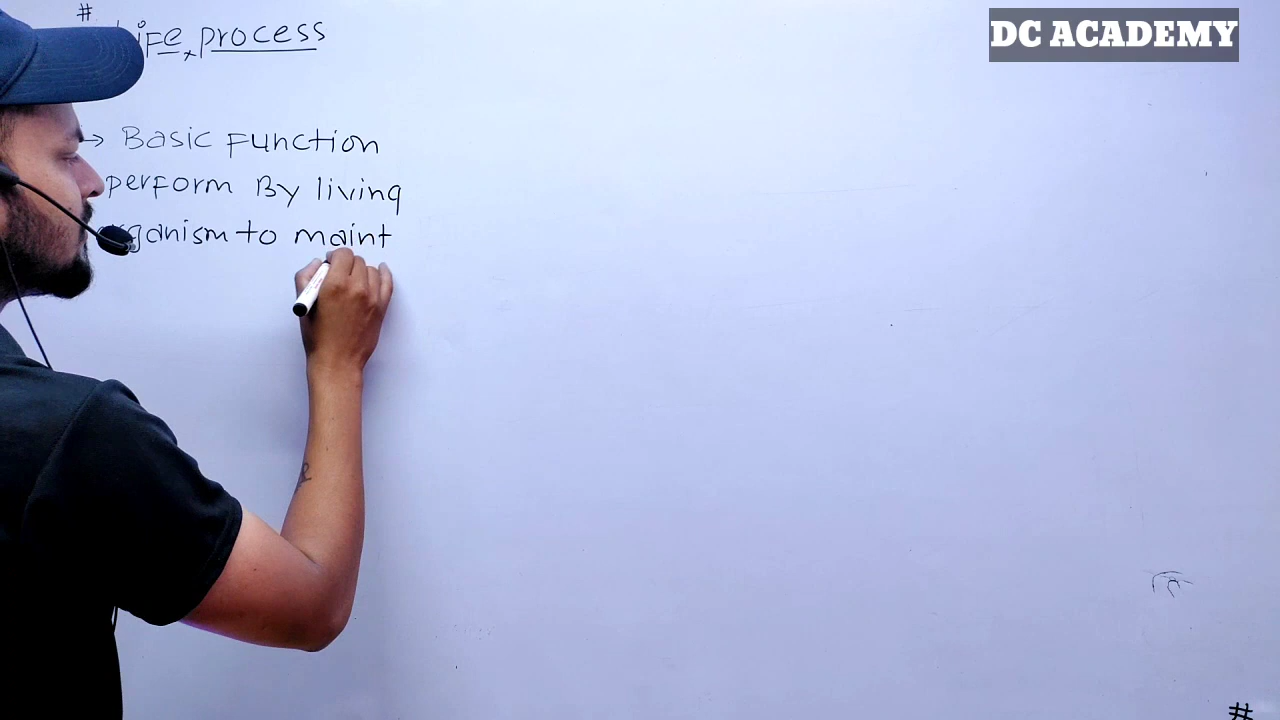 #
Life process
DC ACADEMY
→ Basic Function
perform By living
organism to maint
#